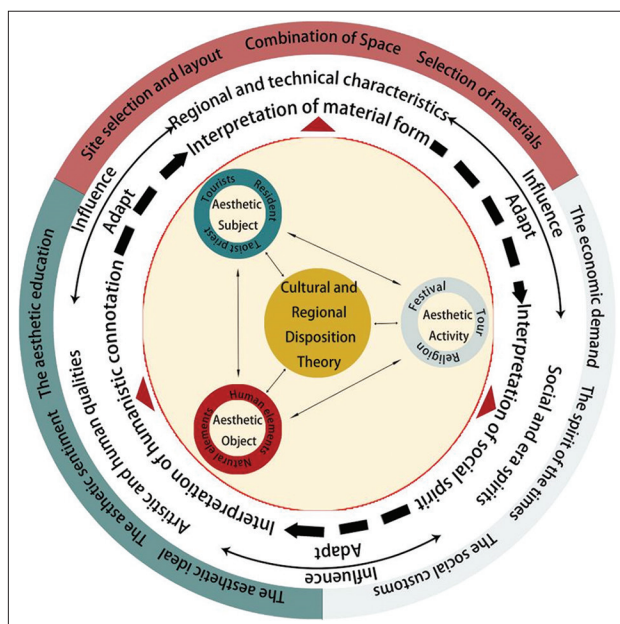 Site selection and layout
Combination of Space
Selection of materials
Regional and technical characteristics
Interpretation of material form
Influence
Adapt
Influence
Adapt
The economic demand
The spirit of the times
The social customs
Social and era spirits
Interpretation of social spirit
Influence
Adapt
The aesthetic education
The asthetic sentiment
The aesthetic ideal
Artistic and human qualities
Interpretation of humanistic connotation
Tourists
Resident
Taoist priest
Aesthetic
Subject
Cultural and
Regional
Disposition
Theory
Festival
Tour
Religion
Aesthetic
Activity
Human elements
Natural elements
Aesthetic
Object